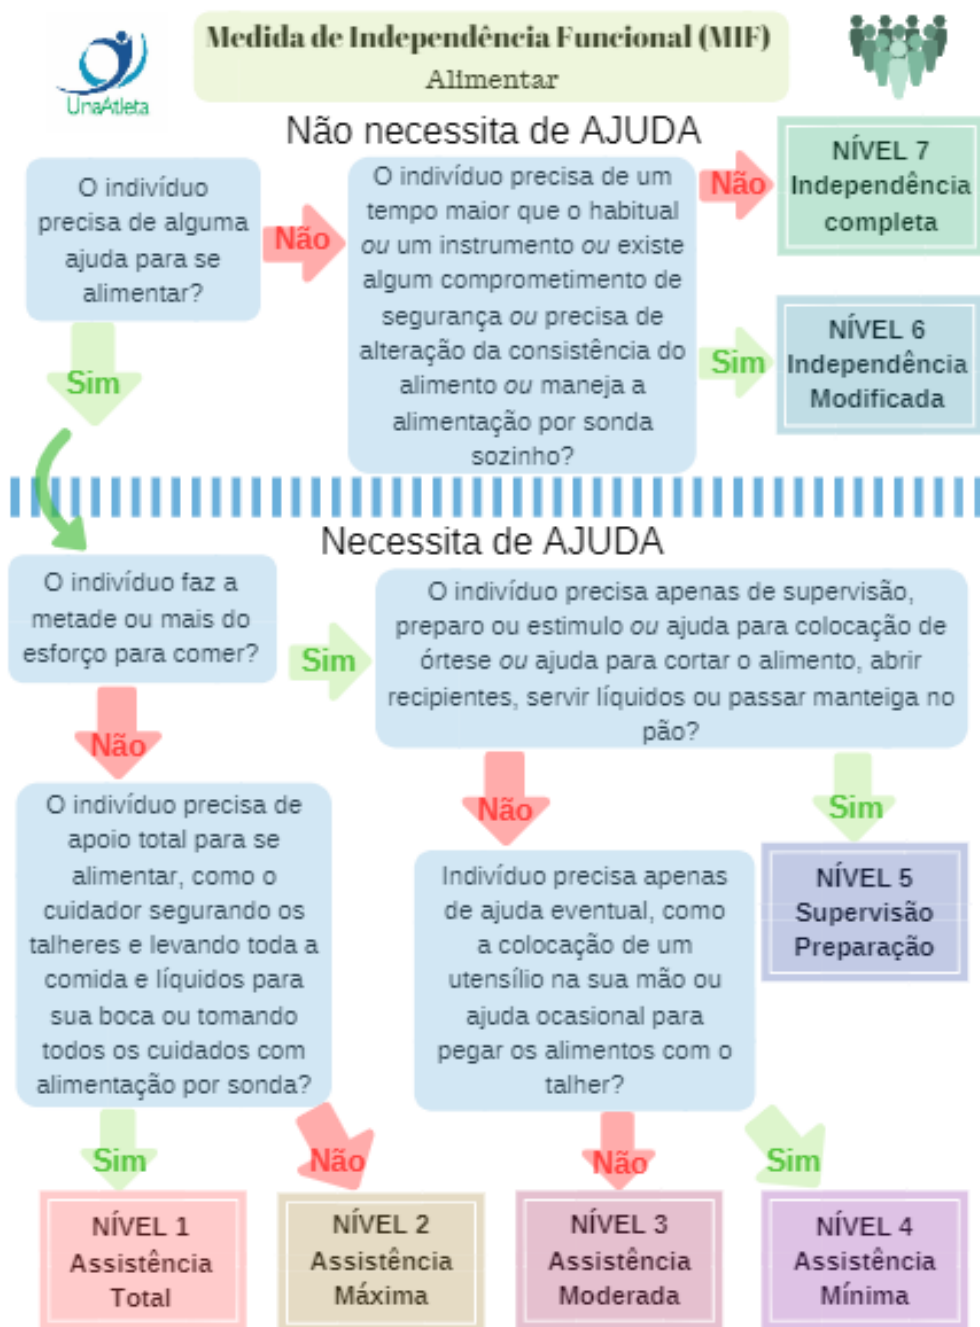 Medida de Independência Funcional (MIF)
Alimentar
UnaAtleta
Não necessita de AJUDA
O indivíduo
precisa de alguma
ajuda para se
alimentar?
Não
Sim
O indivíduo precisa de um
tempo maior que o habitual
ou um instrumento ou existe
algum comprometimento de
segurança ou precisa de
alteração da consistência do
alimento ou maneja a
alimentação por sonda
sozinho?
Não
NÍVEL 7
Independência
completa
Sim
NÍVEL 6
Independência
Modificada
Necessita de AJUDA
O indivíduo faz a
metade ou mais do
esforço para comer?
Sim
Não
O indivíduo precisa apenas de supervisão,
preparo ou estimulo ou ajuda para colocação de
órtese ou ajuda para cortar o alimento, abrir
recipientes, servir líquidos ou passar manteiga no
pão?
Não
Sim
NÍVEL 5
Supervisão
Preparação
O indivíduo precisa de
apoio total para se
alimentar, como o
cuidador segurando os
talheres e levando toda a
comida e líquidos para
sua boca ou tomando
todos os cuidados com
alimentação por sonda?
Indivíduo precisa apenas
de ajuda eventual, como
a colocação de um
utensílio na sua mão ou
ajuda ocasional para
pegar os alimentos com o
talher?
Sim
Não
Não
Sim
NÍVEL 1
Assistência
Total
NÍVEL 2
Assistência
Máxima
NÍVEL 3
Assistência
Moderada
NÍVEL 4
Assistência
Mínima